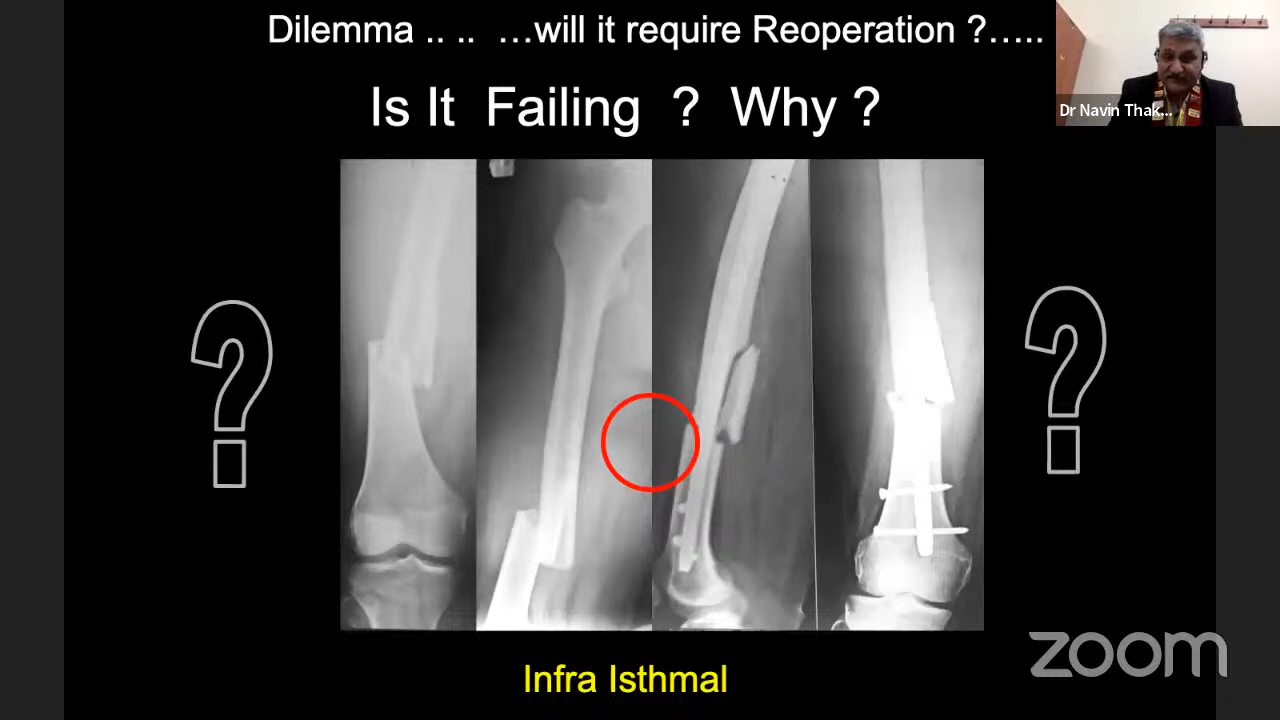 Dilemma .. ..  …will it require Reoperation ?…..
Is It  Failing  ?  Why ?
Dr Navin Thak...
?
?
Infra Isthmal
zoom